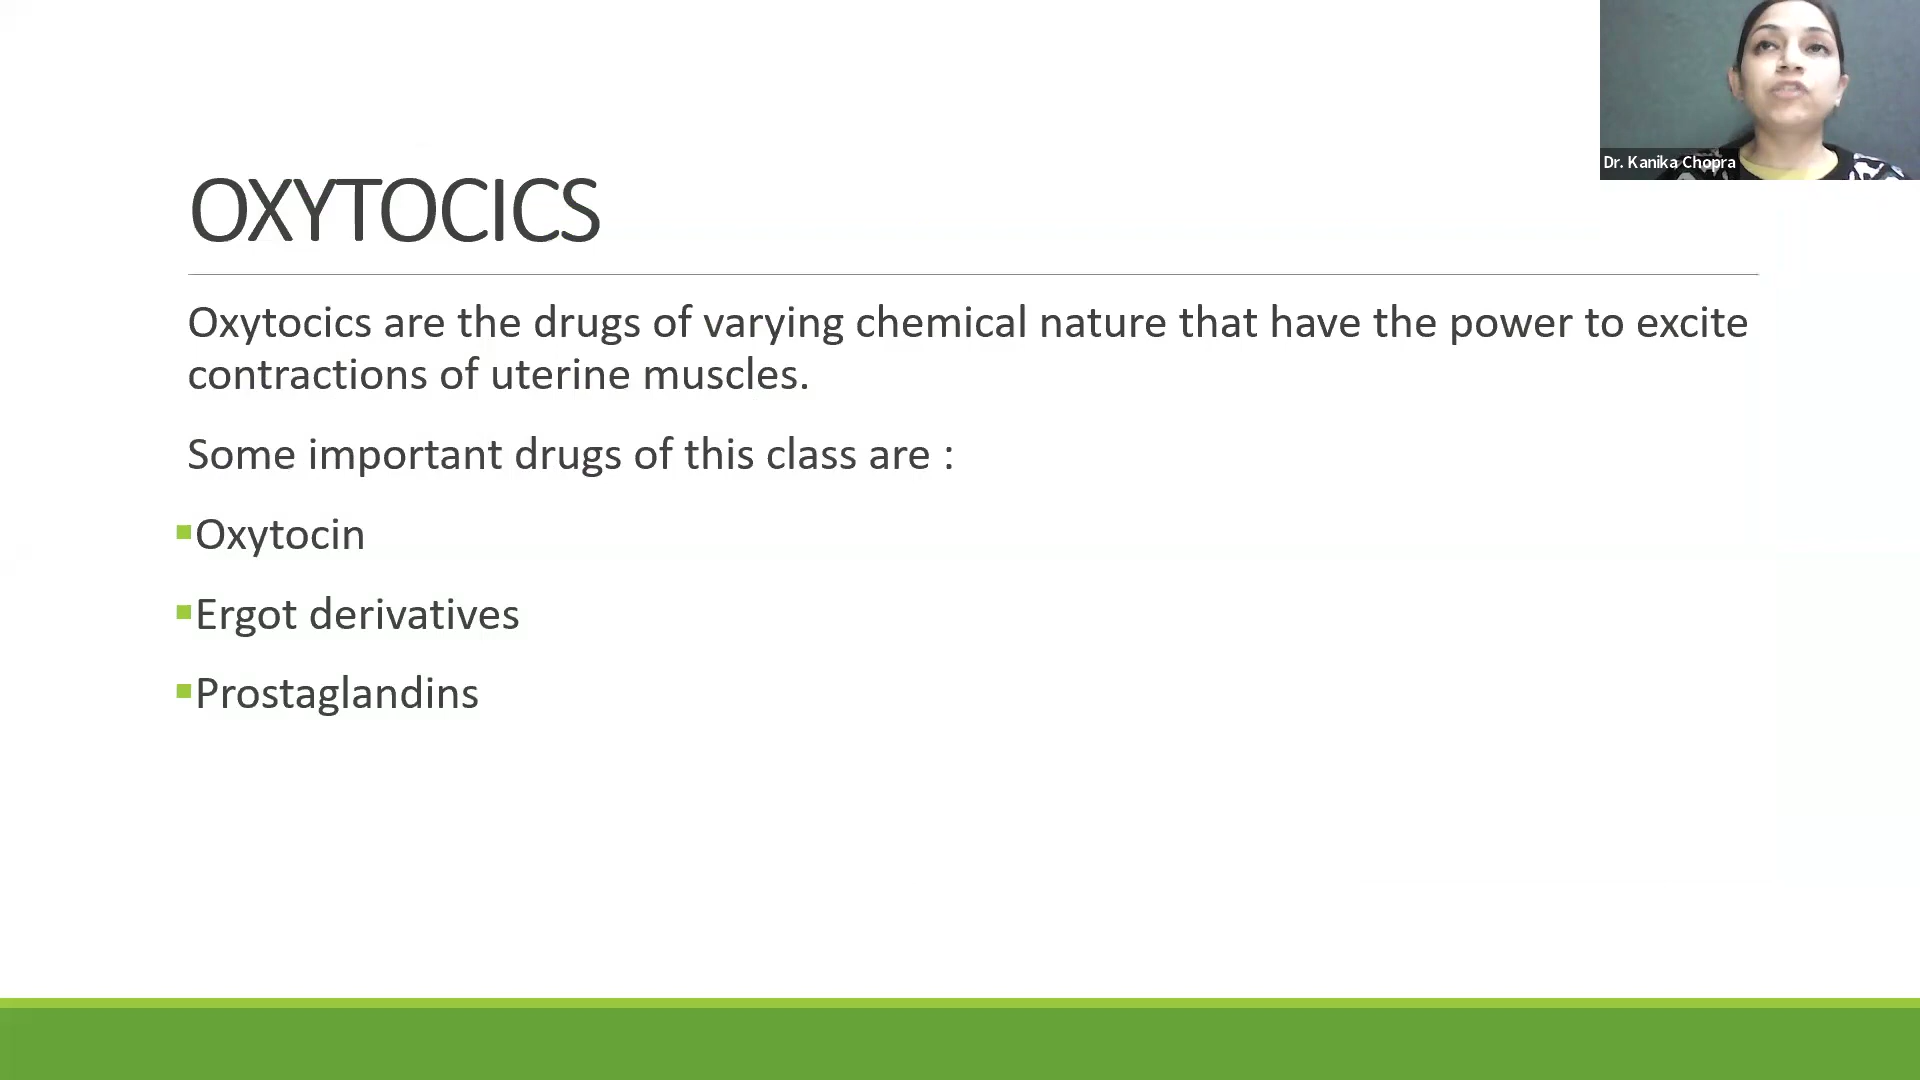 Dr. Kanika Chopra
OXYTOCICS
Oxytocics are the drugs of varying chemical nature that have the power to excite
contractions of uterine muscles.
Some important drugs of this class are :
Oxytocin
Ergot derivatives
Prostaglandins